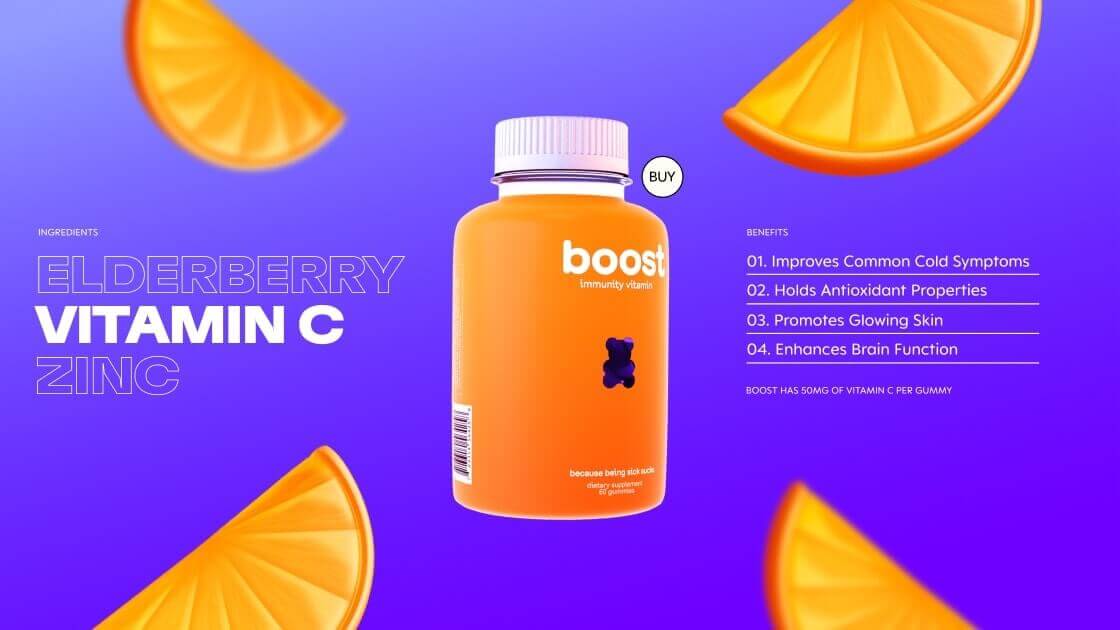 INGREDIENTS
ELDERBERRY
VITAMIN C
ZINC
BUY
boost
immunity vitamin
because being sick sucks
dietary supplement
60 gummies
BENEFITS
01. Improves Common Cold Symptoms
02. Holds Antioxidant Properties
03. Promotes Glowing Skin
04. Enhances Brain Function
BOOST HAS 50MG OF VITAMIN C PER GUMMY